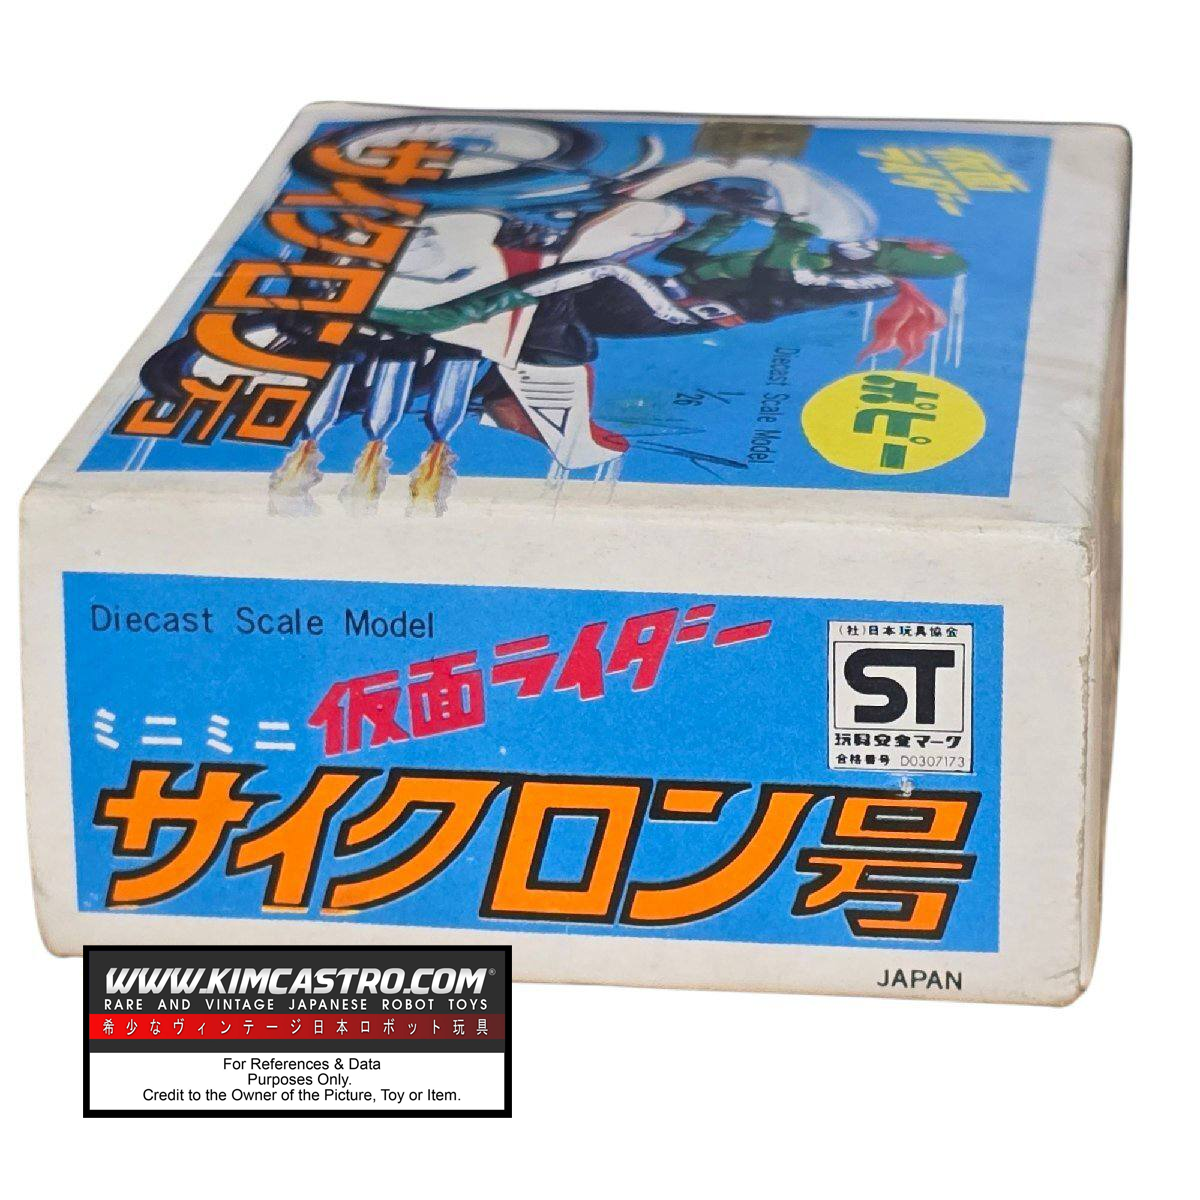 仮面
ライダー
サイクロン号
Diecast Scale Model
1/26
ポピー
Diecast Scale Model
ミニミニ
仮面ライダー
サイクロン号
(社)日本玩具協会
ST
玩具安全マーク
合格番号 D0307173
JAPAN
WWW.KIMCASTRO.COM®
RARE AND VINTAGE JAPANESE ROBOT TOYS
希少なヴィンテージ日本ロボット玩具
For References & Data
Purposes Only.
Credit to the Owner of the Picture, Toy or Item.